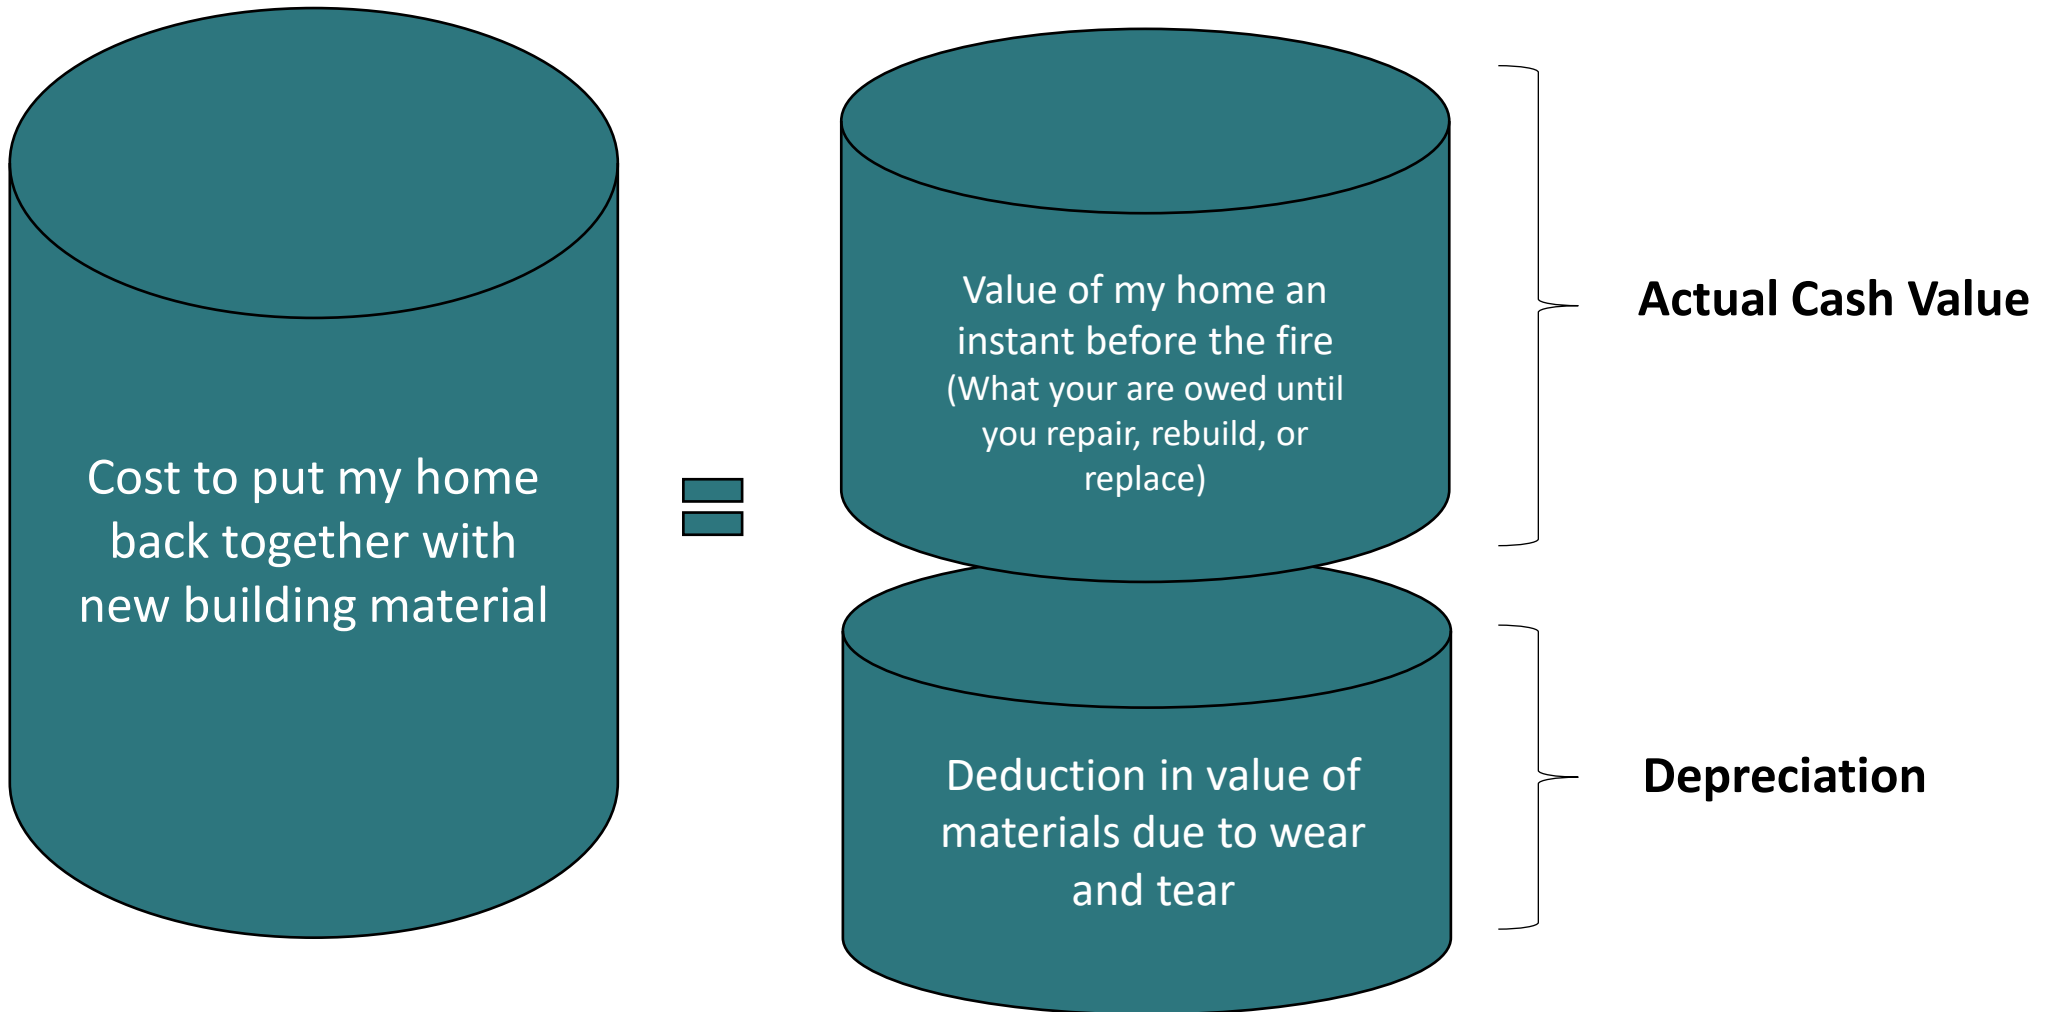 Cost to put my home
back together with
new building material
Value of my home an
instant before the fire
(What your are owed until
you repair, rebuild, or
replace)
Actual Cash Value
Deduction in value of
materials due to wear
and tear
Depreciation